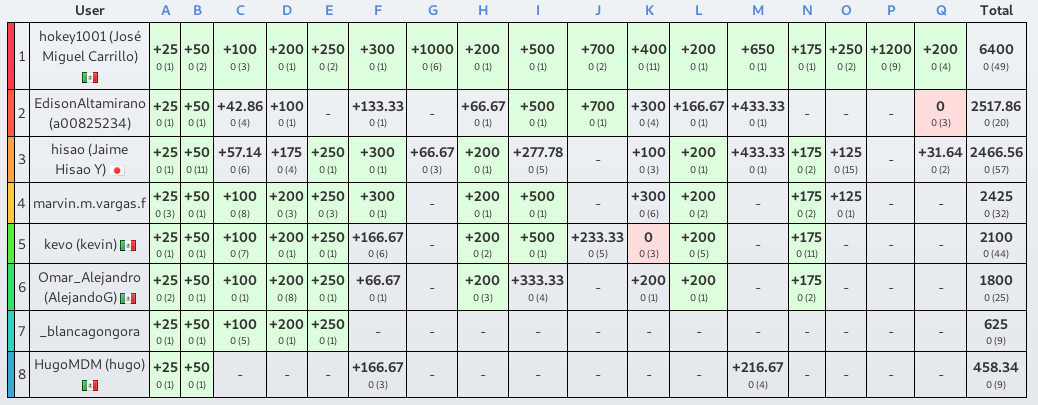 User A B C D E F G H I J K L M N O P Q Total
1 hokey1001 (José Miguel Carrillo) +25 +50 +100 +200 +250 +300 +1000 +200 +500 +700 +400 +200 +650 +175 +250 +1200 +200 6400
0 (1) 0 (2) 0 (3) 0 (1) 0 (2) 0 (1) 0 (6) 0 (1) 0 (1) 0 (2) 0 (11) 0 (1) 0 (1) 0 (1) 0 (2) 0 (9) 0 (4) 0 (49)
2 EdisonAltamirano (a00825234) +25 +50 +42.86 +100 - +133.33 - +66.67 +500 +700 +300 +166.67 +433.33 - - - 0 2517.86
0 (1) 0 (1) 0 (4) 0 (1) 0 (1) 0 (1) 0 (1) 0 (1) 0 (4) 0 (1) 0 (1) 0 (3) 0 (20)
3 hisao (Jaime Hisao Y) +25 +50 +57.14 +175 +250 +300 +66.67 +200 +277.78 - +100 +200 +433.33 +175 +125 - +31.64 2466.56
0 (1) 0 (11) 0 (6) 0 (4) 0 (1) 0 (1) 0 (3) 0 (1) 0 (5) 0 (3) 0 (1) 0 (1) 0 (2) 0 (15) 0 (2) 0 (57)
4 marvin.m.vargas.f +25 +50 +100 +200 +250 +300 - +200 +500 - +300 +200 - +175 +125 - - 2425
0 (3) 0 (1) 0 (8) 0 (3) 0 (3) 0 (1) 0 (1) 0 (1) 0 (6) 0 (2) 0 (2) 0 (1) 0 (32)
5 kevo (kevin) +25 +50 +100 +200 +250 +166.67 - +200 +500 +233.33 0 +200 - +175 - - - 2100
0 (1) 0 (1) 0 (7) 0 (1) 0 (1) 0 (6) 0 (2) 0 (1) 0 (5) 0 (3) 0 (5) 0 (11) 0 (44)
6 Omar_Alejandro (AlejandoG) +25 +50 +100 +200 +250 +66.67 - +200 +333.33 - +200 +200 - +175 - - - 1800
0 (2) 0 (1) 0 (1) 0 (8) 0 (1) 0 (1) 0 (3) 0 (4) 0 (1) 0 (1) 0 (2) 0 (25)
7 _blancagongora +25 +50 +100 +200 +250 - - - - - - - - - - - - 625
0 (1) 0 (1) 0 (5) 0 (1) 0 (1) 0 (9)
8 HugoMDM (hugo) +25 +50 - - - +166.67 - - - - - - +216.67 - - - - 458.34
0 (1) 0 (1) 0 (3) 0 (4) 0 (9)